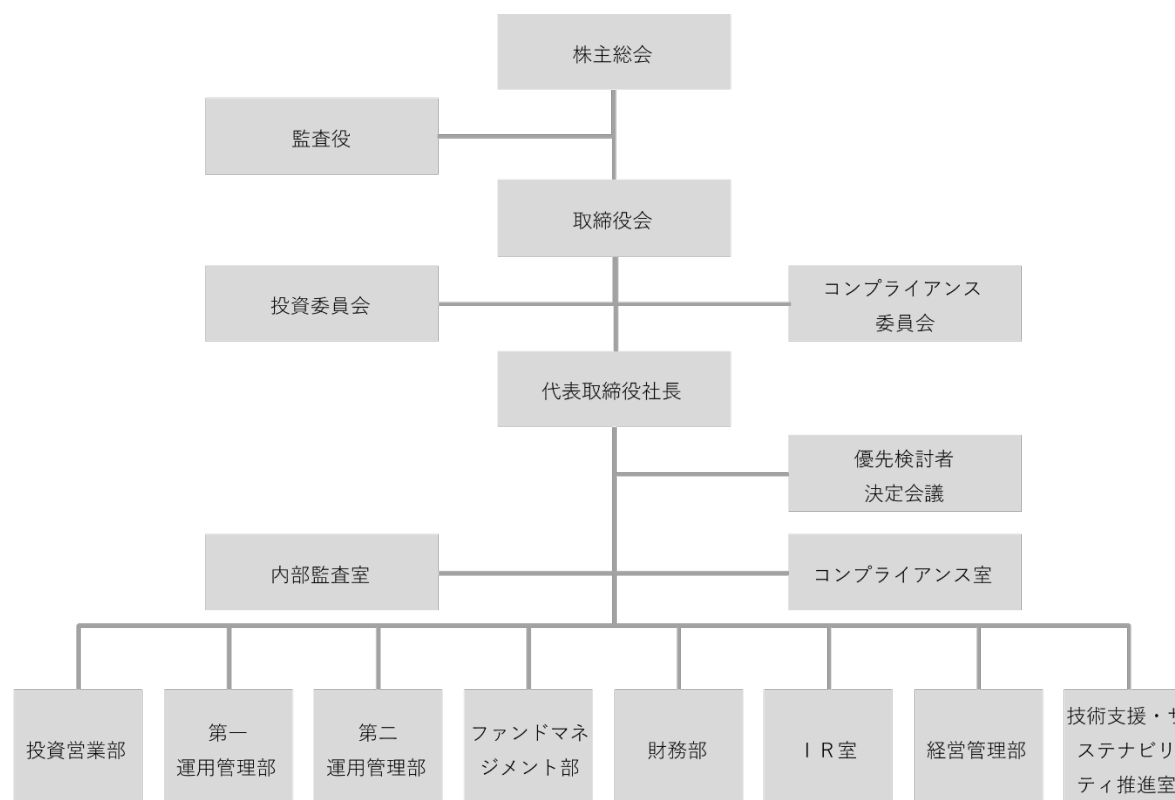 株主総会
監査役
取締役会
投資委員会
コンプライアンス
委員会
代表取締役社長
優先検討者
決定会議
内部監査室
コンプライアンス室
投資営業部
第一
運用管理部
第二
運用管理部
ファンドマネ
ジメント部
財務部
ＩＲ室
経営管理部
技術支援・サ
ステナビリ
ティ推進室